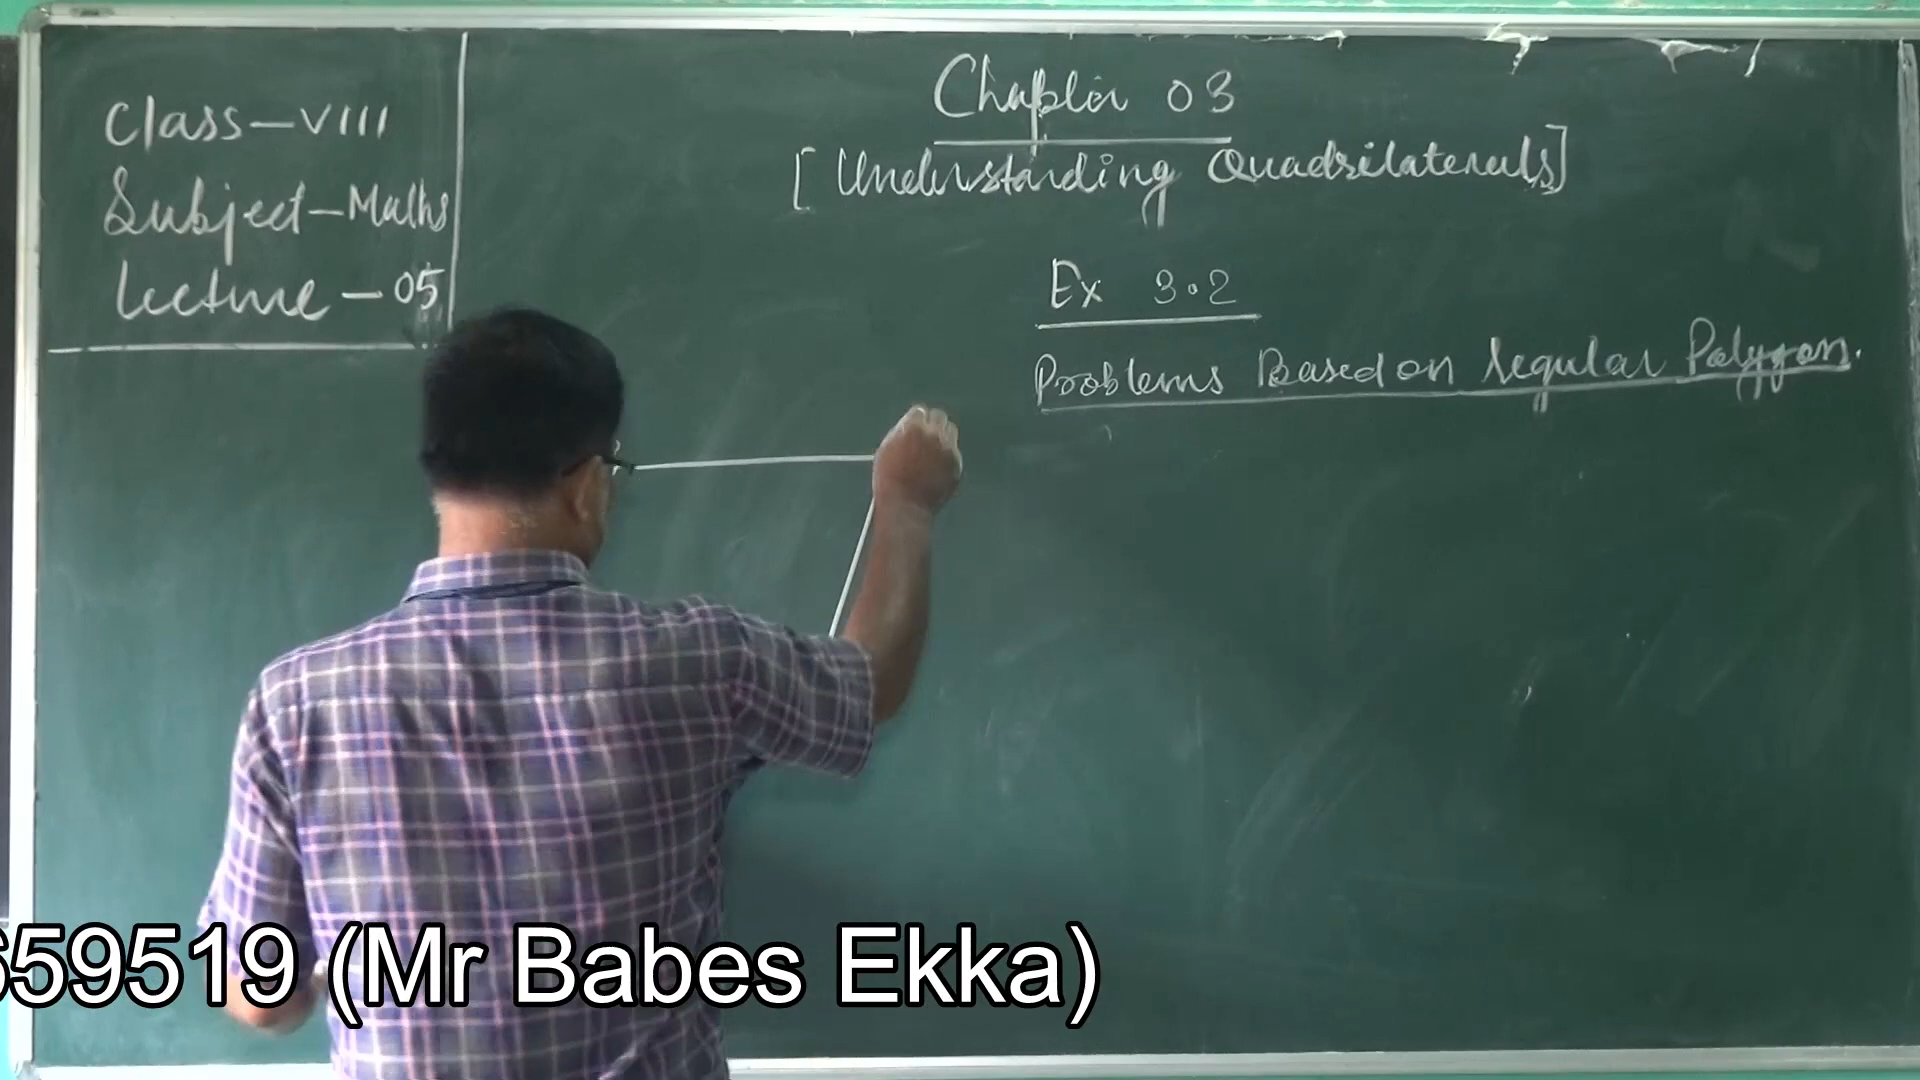 Class-VIII
Subject-Maths
Lecture-05
Chapter 03
[Understanding Quadrilaterals]
Ex 3.2
Problems Based on regular Polygon.
659519 (Mr Babes Ekka)